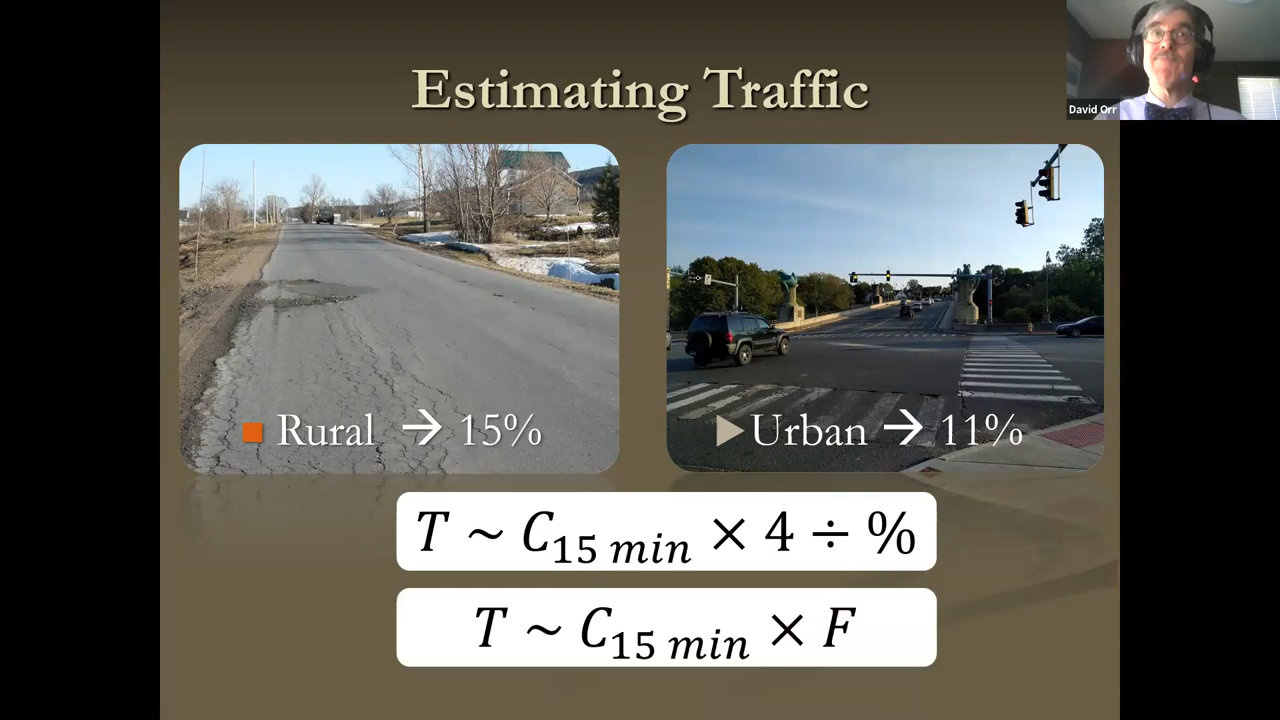 Estimating Traffic
David Orr
Rural → 15%
Urban → 11%
T ~ C₁₅ ₘᵢₙ × 4 ÷ %
T ~ C₁₅ ₘᵢₙ × F